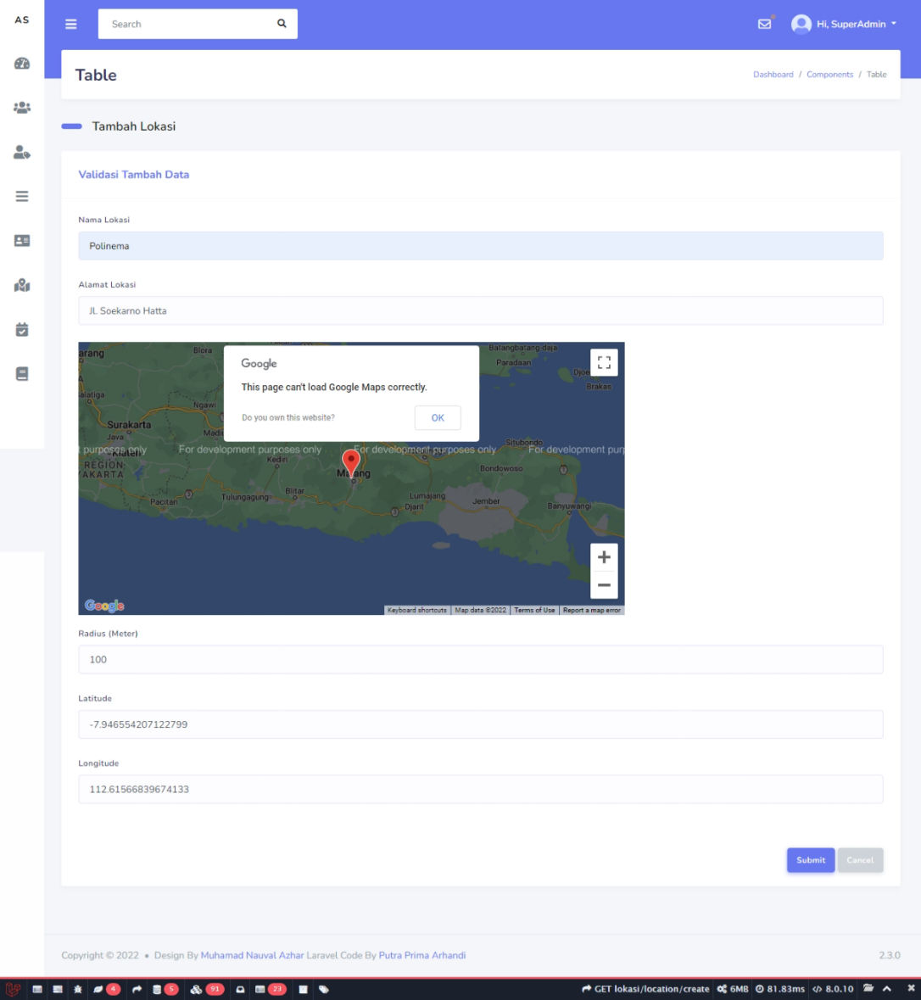 AS
Search
Hi, SuperAdmin
Table
Dashboard / Components / Table
Tambah Lokasi
Validasi Tambah Data
Nama Lokasi
Polinema
Alamat Lokasi
Jl. Soekarno Hatta
arang
Blora
Batangbatang daja
Paradaan
Brakas
alatiga
Ngawi
Surakarta
Java
Klaten
REGION
YAKARTA
Google
This page can't load Google Maps correctly.
Do you own this website?
OK
Situbondo
t purposes only
For development purposes only
For development purposes only
For development purp
Kediri
Malang
Bondowoso
Pacitan
Tulungagung
Blitar
Lumajang
Djarit
Jember
Banyuwangi
Google
Keyboard shortcuts
Map data ©2022
Terms of Use
Report a map error
Radius (Meter)
100
Latitude
-7.946554207122799
Longitude
112.61566839674133
Submit
Cancel
Copyright © 2022 • Design By Muhamad Nauval Azhar Laravel Code By Putra Prima Arhandi
2.3.0
4 5 91 23
GET lokasi/location/create 6MB 81.83ms 8.0.10